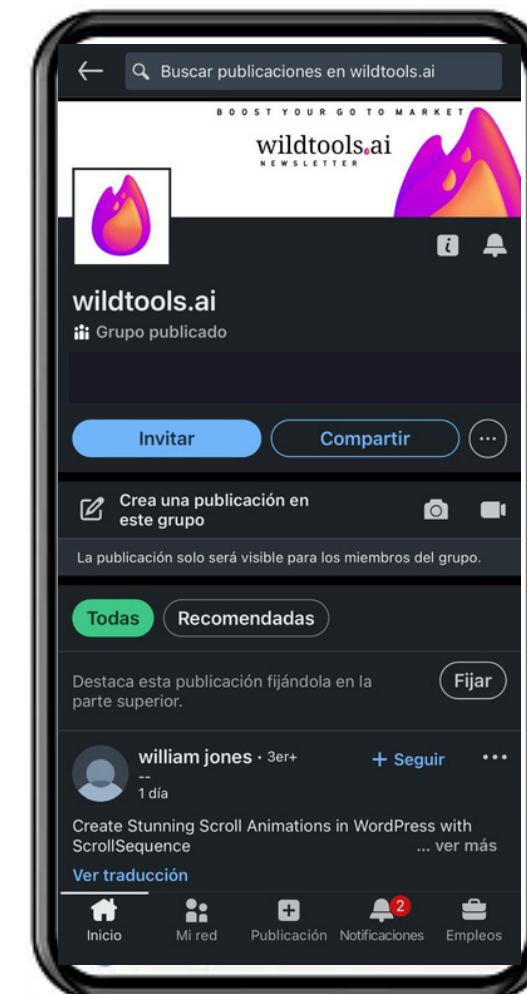 Buscar publicaciones en wildtools.ai
BOOST YOUR GO TO MARKET
wildtools.ai
NEWSLETTER
wildtools.ai
Grupo publicado
Invitar
Compartir
Crea una publicación en
este grupo
La publicación solo será visible para los miembros del grupo.
Todas
Recomendadas
Destaca esta publicación fijándola en la
parte superior.
Fijar
william jones · 3er+
+ Seguir
--
1 día
Create Stunning Scroll Animations in WordPress with
ScrollSequence
... ver más
Ver traducción
2
Inicio
Mi red
Publicación
Notificaciones
Empleos